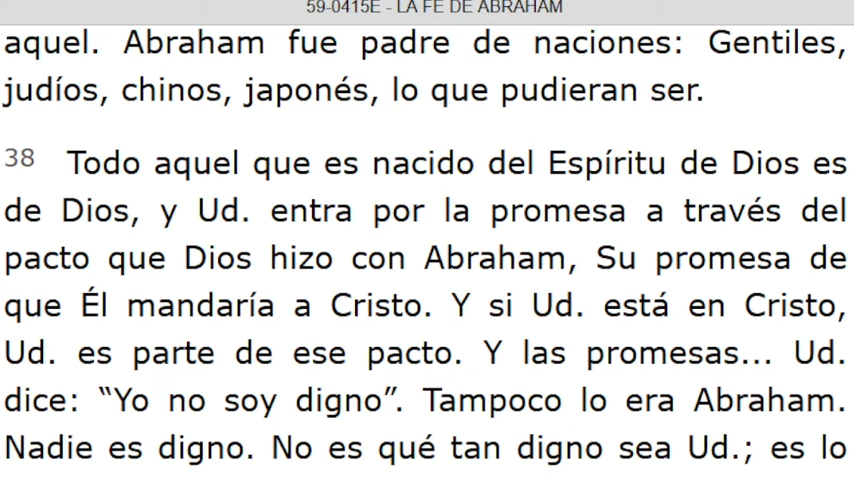 59-0415E - LA FE DE ABRAHAM
aquel. Abraham fue padre de naciones: Gentiles,
judíos, chinos, japonés, lo que pudieran ser.
38 Todo aquel que es nacido del Espíritu de Dios es
de Dios, y Ud. entra por la promesa a través del
pacto que Dios hizo con Abraham, Su promesa de
que Él mandaría a Cristo. Y si Ud. está en Cristo,
Ud. es parte de ese pacto. Y las promesas... Ud.
dice: “Yo no soy digno”. Tampoco lo era Abraham.
Nadie es digno. No es qué tan digno sea Ud.; es lo